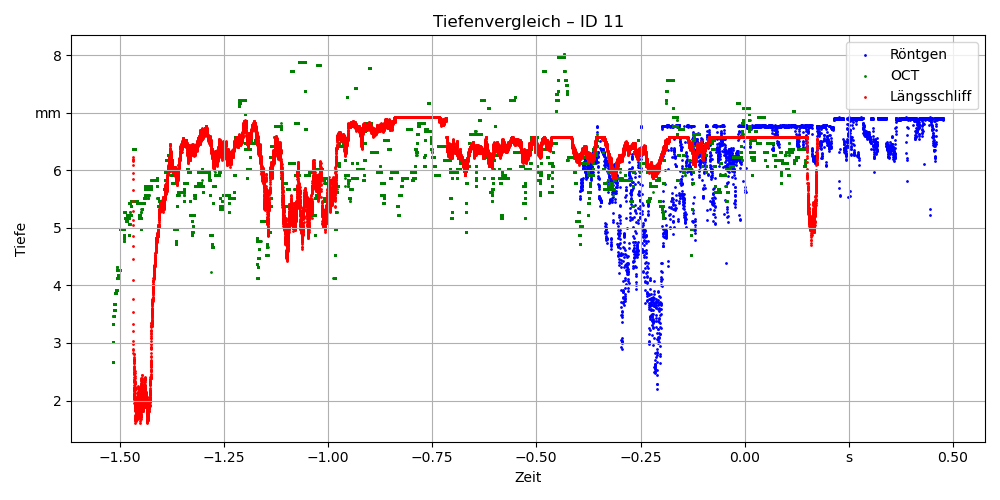 Tiefenvergleich – ID 11
Röntgen
OCT
Längsschliff
8
mm
6
5
4
3
2
Tiefe
−1.50 −1.25 −1.00 −0.75 −0.50 −0.25 0.00 s 0.50
Zeit